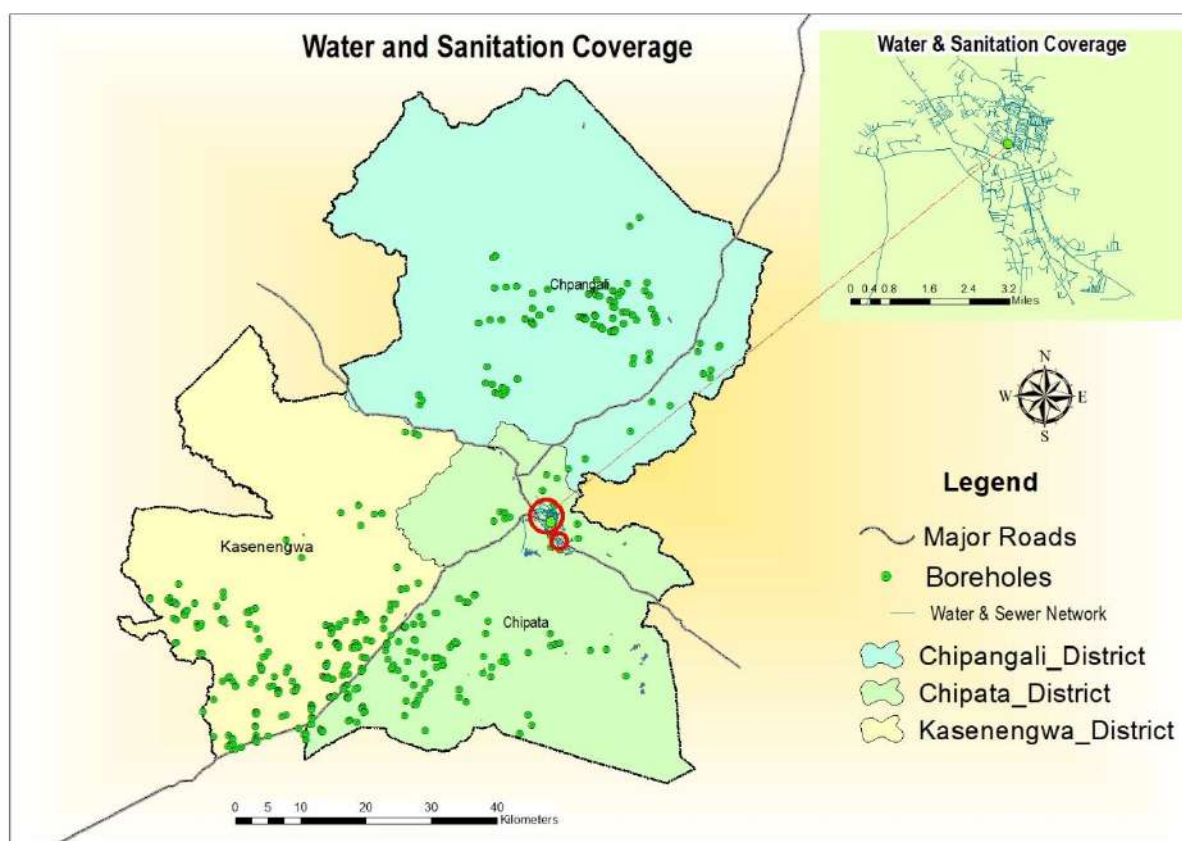 Water and Sanitation Coverage
Water & Sanitation Coverage
0 0.4 0.8 1.6 2.4 3.2
Miles
Chpangali
N
W E
S
Kasenengwa
Chipata
Legend
Major Roads
Boreholes
Water & Sewer Network
Chipangali_District
Chipata_District
Kasenengwa_District
0 5 10 20 30 40
Kilometers